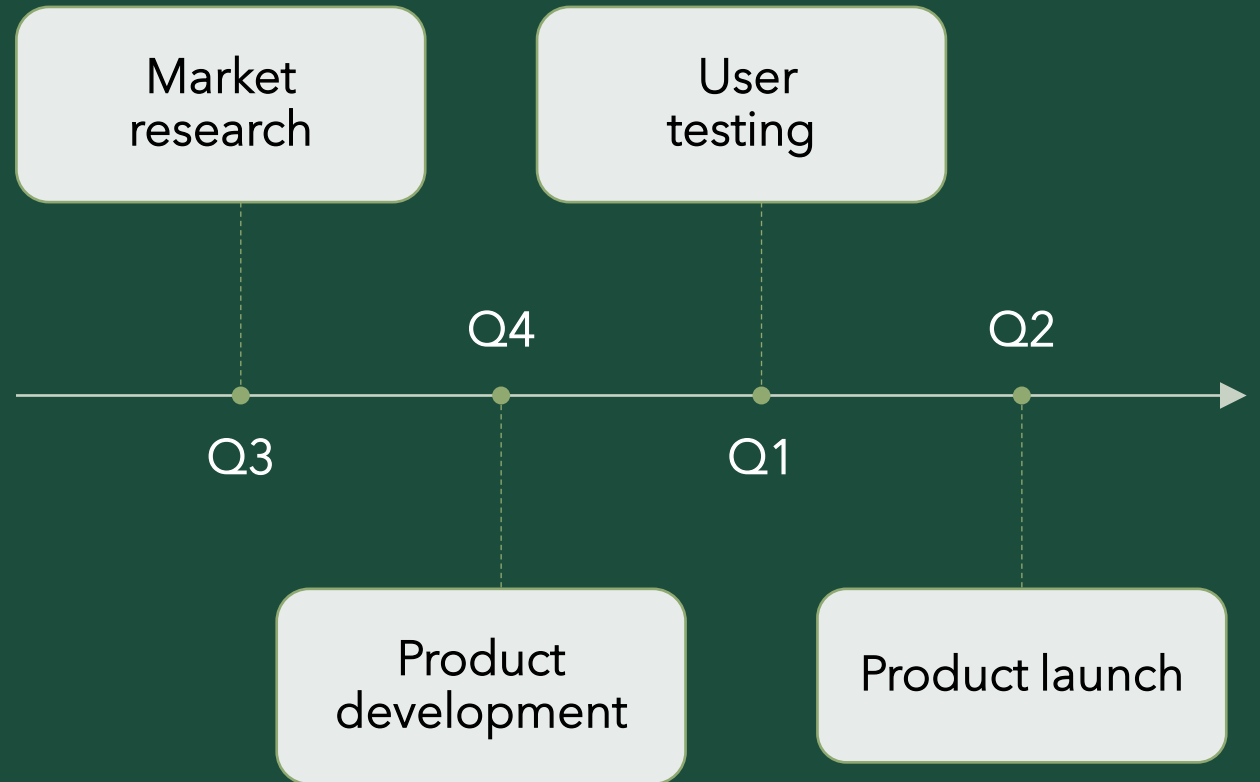 Market
research
User
testing
Q4
Q2
Q3
Q1
Product
development
Product launch